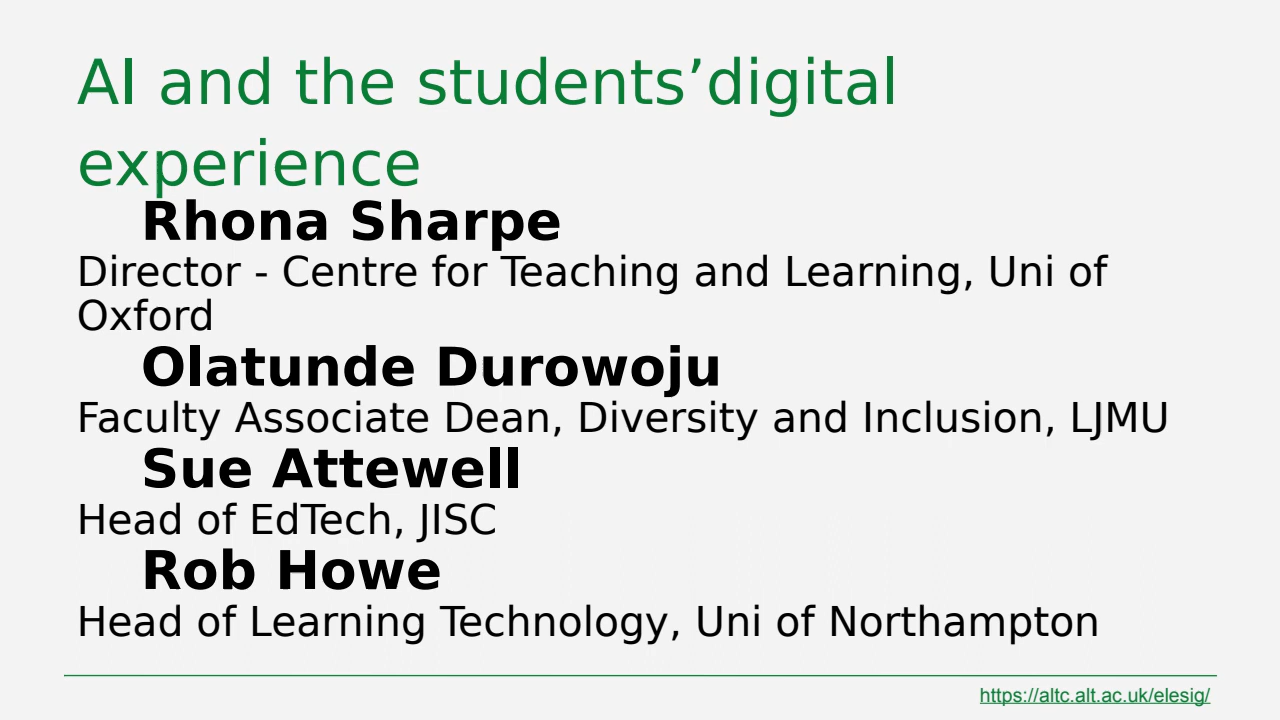 AI and the students’digital
experience
Rhona Sharpe
Director - Centre for Teaching and Learning, Uni of
Oxford
Olatunde Durowoju
Faculty Associate Dean, Diversity and Inclusion, LJMU
Sue Attewell
Head of EdTech, JISC
Rob Howe
Head of Learning Technology, Uni of Northampton
https://altc.alt.ac.uk/elesig/